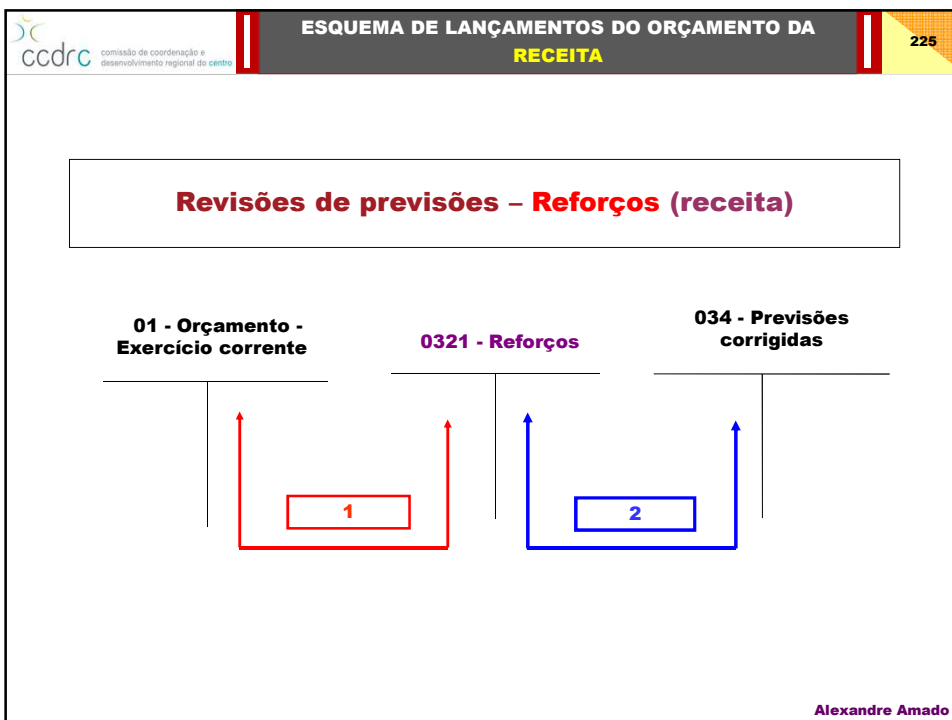 ccdrc
comissão de coordenação e
desenvolvimento regional do centro
ESQUEMA DE LANÇAMENTOS DO ORÇAMENTO DA
RECEITA
225
Revisões de previsões – Reforços (receita)
01 - Orçamento -
Exercício corrente
0321 - Reforços
034 - Previsões
corrigidas
1
2
Alexandre Amado